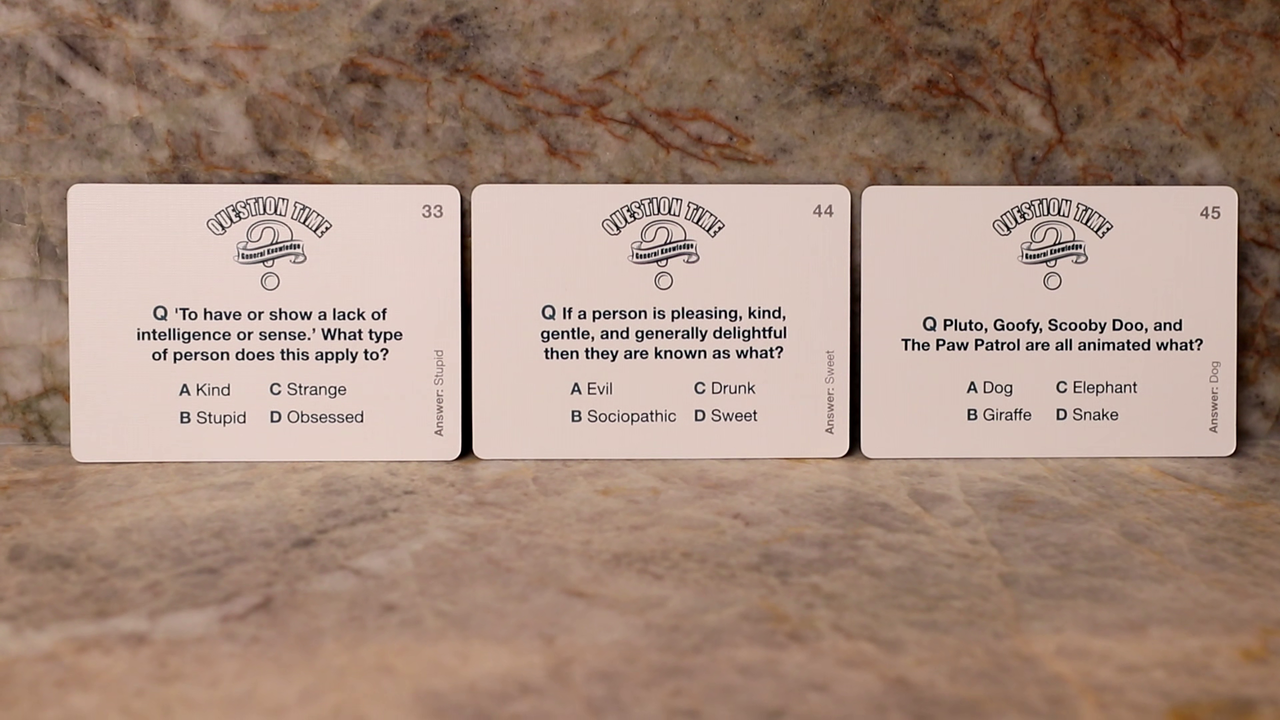 QUESTION TIME
General Knowledge
33
Q 'To have or show a lack of
intelligence or sense.' What type
of person does this apply to?
A Kind C Strange
B Stupid D Obsessed
Answer: Stupid
QUESTION TIME
General Knowledge
44
Q If a person is pleasing, kind,
gentle, and generally delightful
then they are known as what?
A Evil C Drunk
B Sociopathic D Sweet
Answer: Sweet
QUESTION TIME
General Knowledge
45
Q Pluto, Goofy, Scooby Doo, and
The Paw Patrol are all animated what?
A Dog C Elephant
B Giraffe D Snake
Answer: Dog